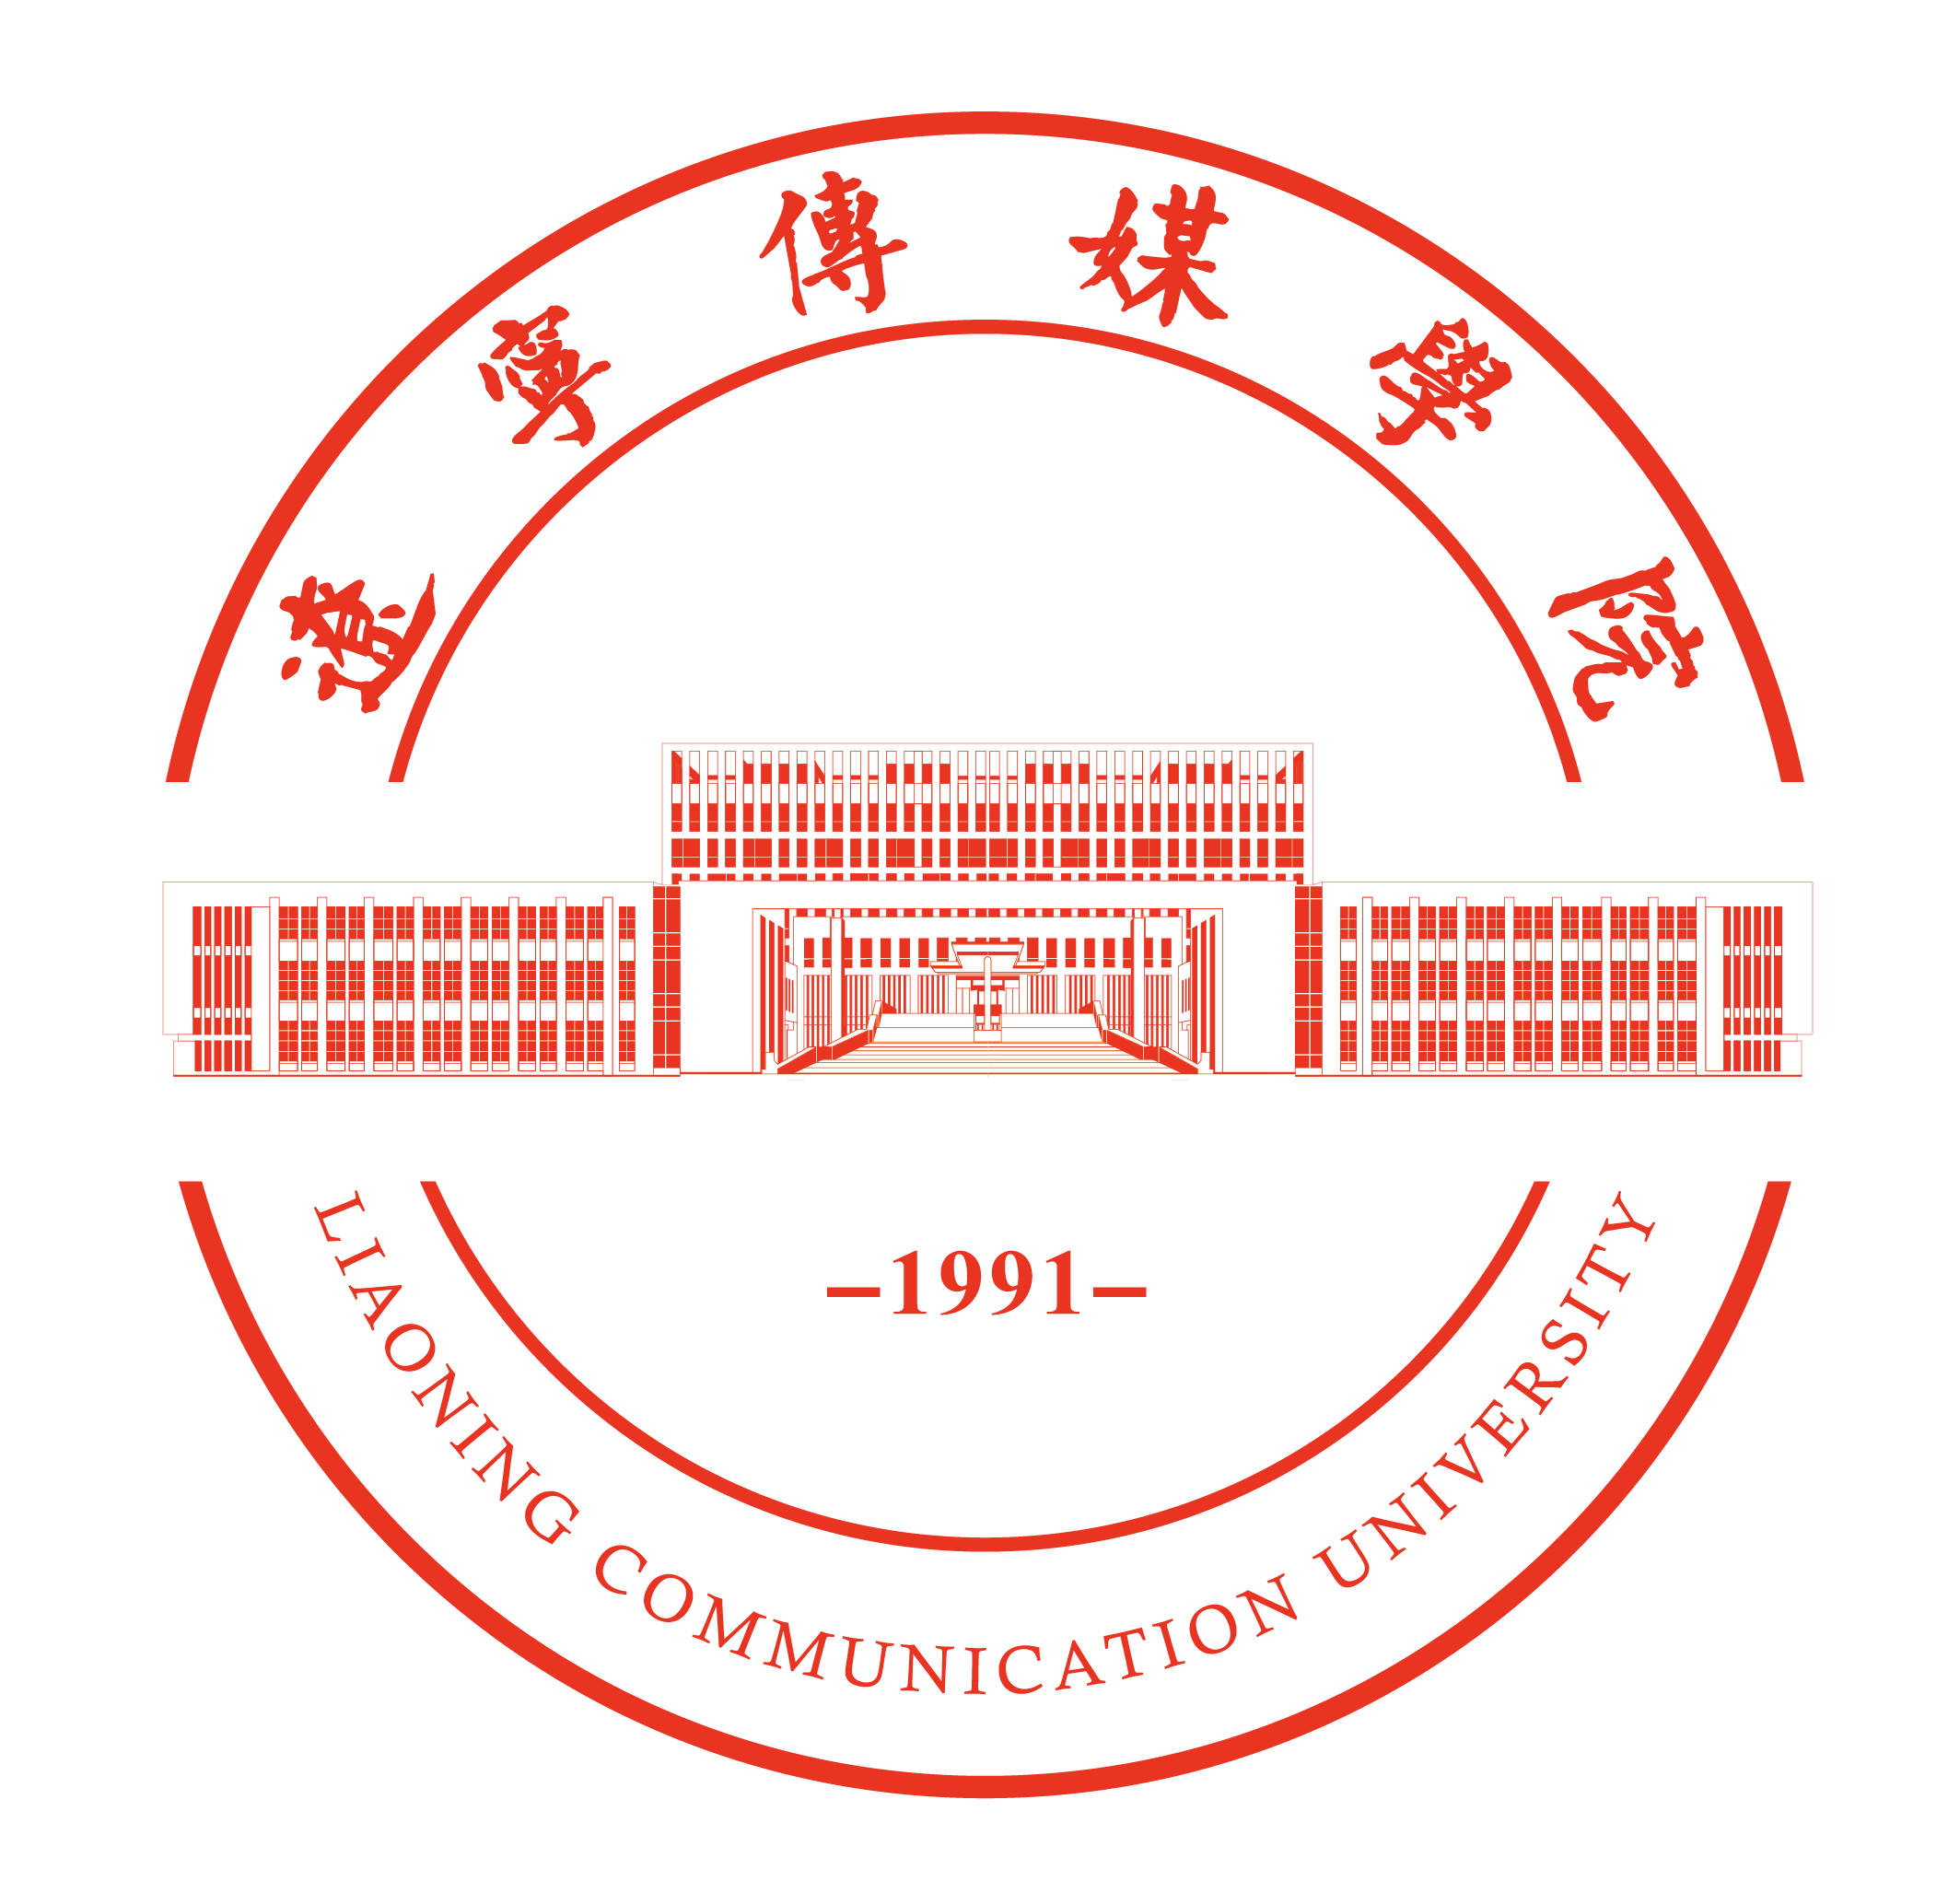 遼寧傳媒學院
—1991—
LIAONING COMMUNICATION UNIVERSITY